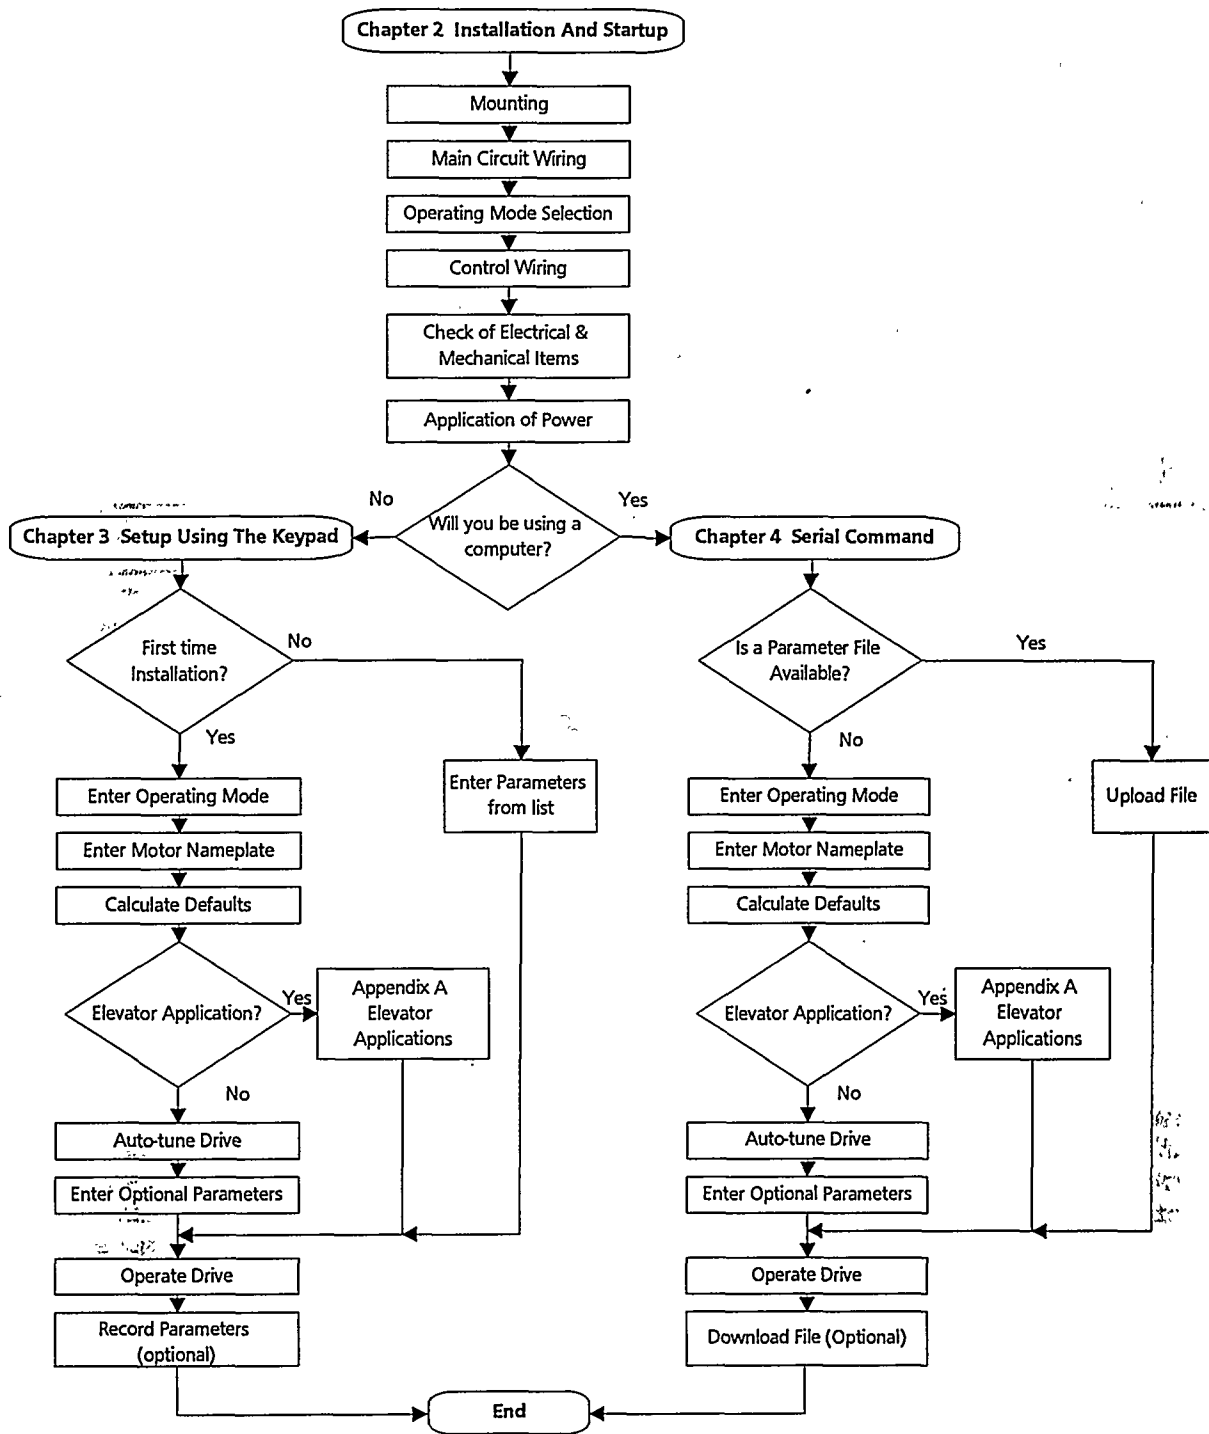 Chapter 2 Installation And Startup
Mounting
Main Circuit Wiring
Operating Mode Selection
Control Wiring
Check of Electrical &
Mechanical Items
Application of Power
No
Yes
Will you be using a
computer?
Chapter 3 Setup Using The Keypad
Chapter 4 Serial Command
First time
Installation?
No
Yes
Enter Operating Mode
Enter Motor Nameplate
Calculate Defaults
Enter Parameters
from list
Elevator Application?
Yes
Appendix A
Elevator
Applications
No
Auto-tune Drive
Enter Optional Parameters
Operate Drive
Record Parameters
(optional)
Is a Parameter File
Available?
Yes
No
Enter Operating Mode
Enter Motor Nameplate
Calculate Defaults
Upload File
Elevator Application?
Yes
Appendix A
Elevator
Applications
No
Auto-tune Drive
Enter Optional Parameters
Operate Drive
Download File (Optional)
End